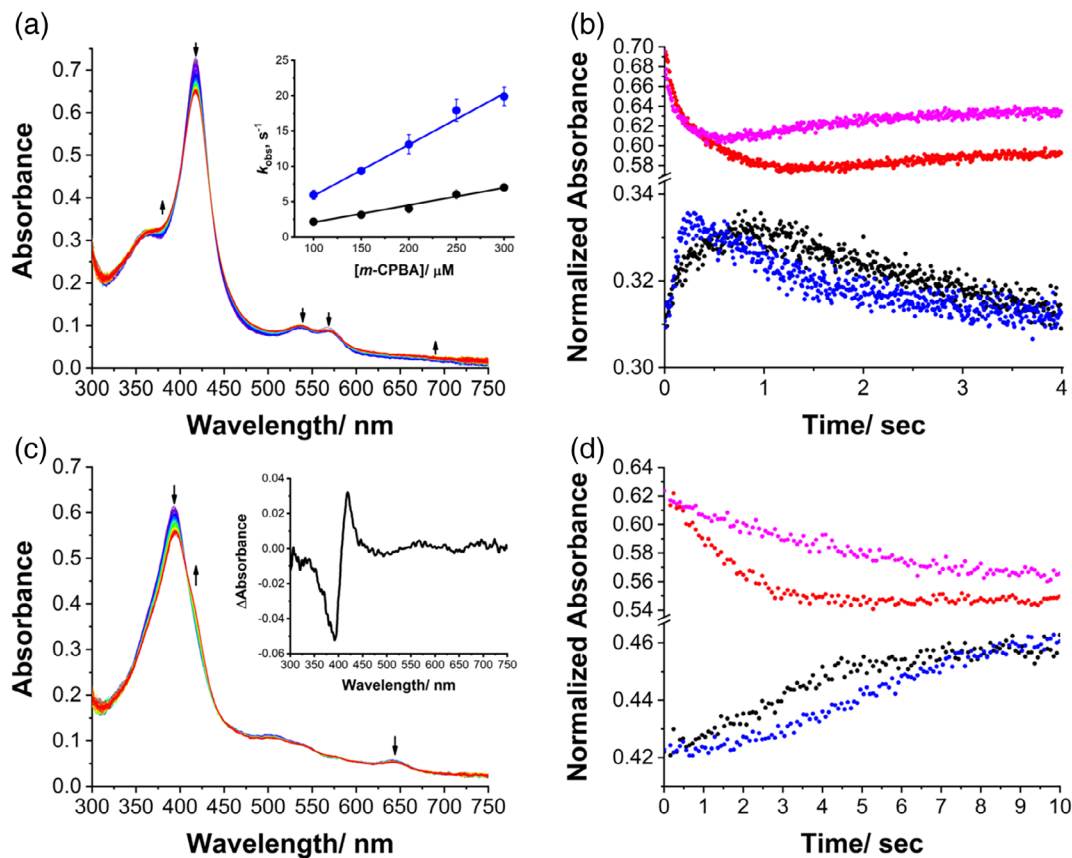 (a)
Absorbance
0.7
0.6
0.5
0.4
0.3
0.2
0.1
0.0
300 350 400 450 500 550 600 650 700 750
Wavelength/ nm
k_obs, s⁻¹
25
20
15
10
5
0
100 150 200 250 300
[m-CPBA]/ μM
(b)
Normalized Absorbance
0.70
0.68
0.66
0.64
0.62
0.60
0.58
0.34
0.32
0.30
0 1 2 3 4
Time/ sec
(c)
Absorbance
0.7
0.6
0.5
0.4
0.3
0.2
0.1
0.0
300 350 400 450 500 550 600 650 700 750
Wavelength/ nm
ΔAbsorbance
0.04
0.02
0.00
-0.02
-0.04
-0.06
300 350 400 450 500 550 600 650 700 750
Wavelength/ nm
(d)
Normalized Absorbance
0.64
0.62
0.60
0.58
0.56
0.54
0.46
0.44
0.42
0 1 2 3 4 5 6 7 8 9 10
Time/ sec